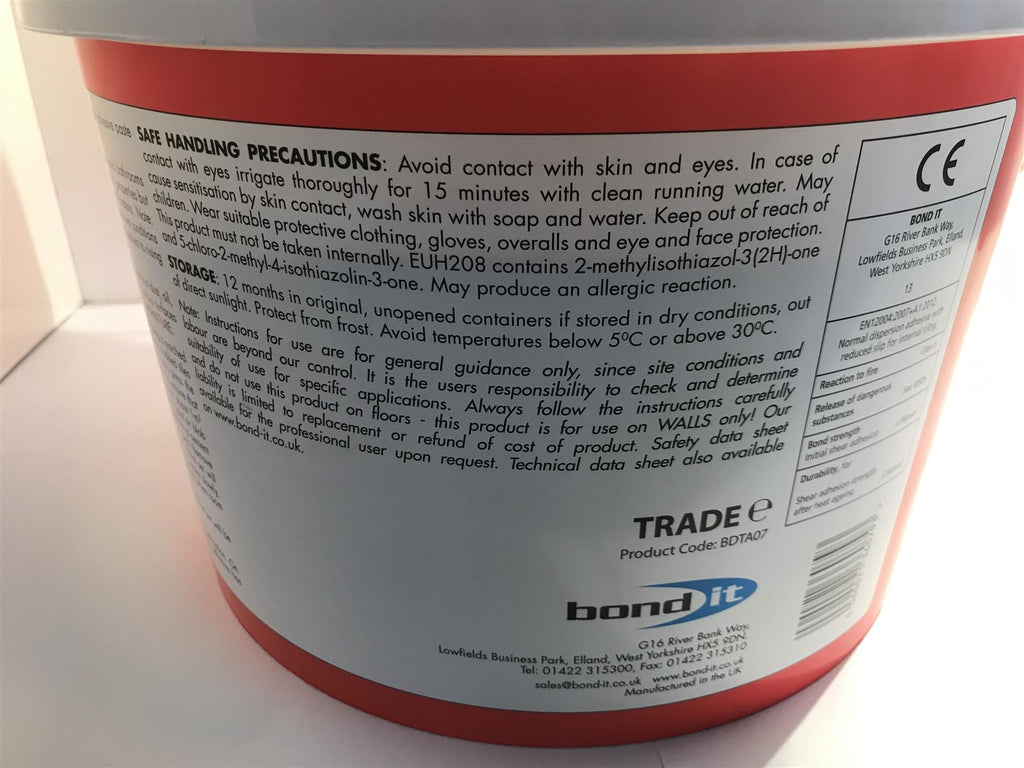 adhesive paste
SAFE HANDLING PRECAUTIONS: Avoid contact with skin and eyes. In case of
contact with eyes irrigate thoroughly for 15 minutes with clean running water. May
cause sensitisation by skin contact, wash skin with soap and water. Keep out of reach of
children. Wear suitable protective clothing, gloves, overalls and eye and face protection.
This product must not be taken internally. EUH208 contains 2-methylisothiazol-3(2H)-one
and 5-chloro-2-methyl-4-isothiazolin-3-one. May produce an allergic reaction.
STORAGE: 12 months in original, unopened containers if stored in dry conditions, out
of direct sunlight. Protect from frost. Avoid temperatures below 5ºC or above 30ºC.
Note: Instructions for use are for general guidance only, since site conditions and
labour are beyond our control. It is the users responsibility to check and determine
suitability of use for specific applications. Always follow the instructions carefully
and do not use this product on floors - this product is for use on WALLS only! Our
liability is limited to replacement or refund of cost of product. Safety data sheet
available for the professional user upon request. Technical data sheet also available
on www.bond-it.co.uk.
CE
BOND IT
G16 River Bank Way,
Lowfields Business Park, Elland,
West Yorkshire HX5 9DN
13
EN12004:2007+A1:2012
Normal dispersion adhesive with
reduced slip for internal tiling
Reaction to fire Class E
Release of dangerous See MSDS
substances
Bond strength
Initial shear adhesion
Durability, for
Shear adhesion strength
after heat ageing
TRADE ℮
Product Code: BDTA07
bond it
G16 River Bank Way,
Lowfields Business Park, Elland, West Yorkshire HX5 9DN.
Tel: 01422 315300, Fax: 01422 315310
sales@bond-it.co.uk www.bond-it.co.uk
Manufactured in the UK